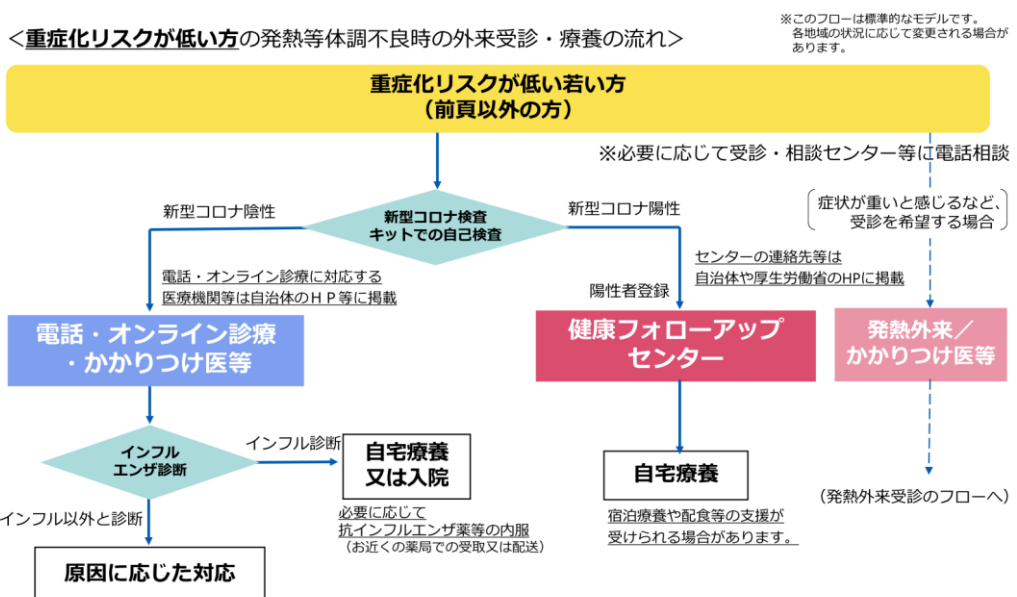 ※このフローは標準的なモデルです。
各地域の状況に応じて変更される場合が
あります。
＜重症化リスクが低い方の発熱等体調不良時の外来受診・療養の流れ＞
重症化リスクが低い若い方
（前頁以外の方）
※必要に応じて受診・相談センター等に電話相談
新型コロナ陰性
新型コロナ検査
キットでの自己検査
新型コロナ陽性
症状が重いと感じるなど、
受診を希望する場合
電話・オンライン診療に対応する
医療機関等は自治体のＨＰ等に掲載
センターの連絡先等は
自治体や厚生労働省のHPに掲載
陽性者登録
電話・オンライン診療
・かかりつけ医等
健康フォローアップ
センター
発熱外来／
かかりつけ医等
インフル
エンザ診断
インフル診断
自宅療養
又は入院
必要に応じて
抗インフルエンザ薬等の内服
（お近くの薬局での受取又は配送）
自宅療養
宿泊療養や配食等の支援が
受けられる場合があります。
（発熱外来受診のフローへ）
インフル以外と診断
原因に応じた対応